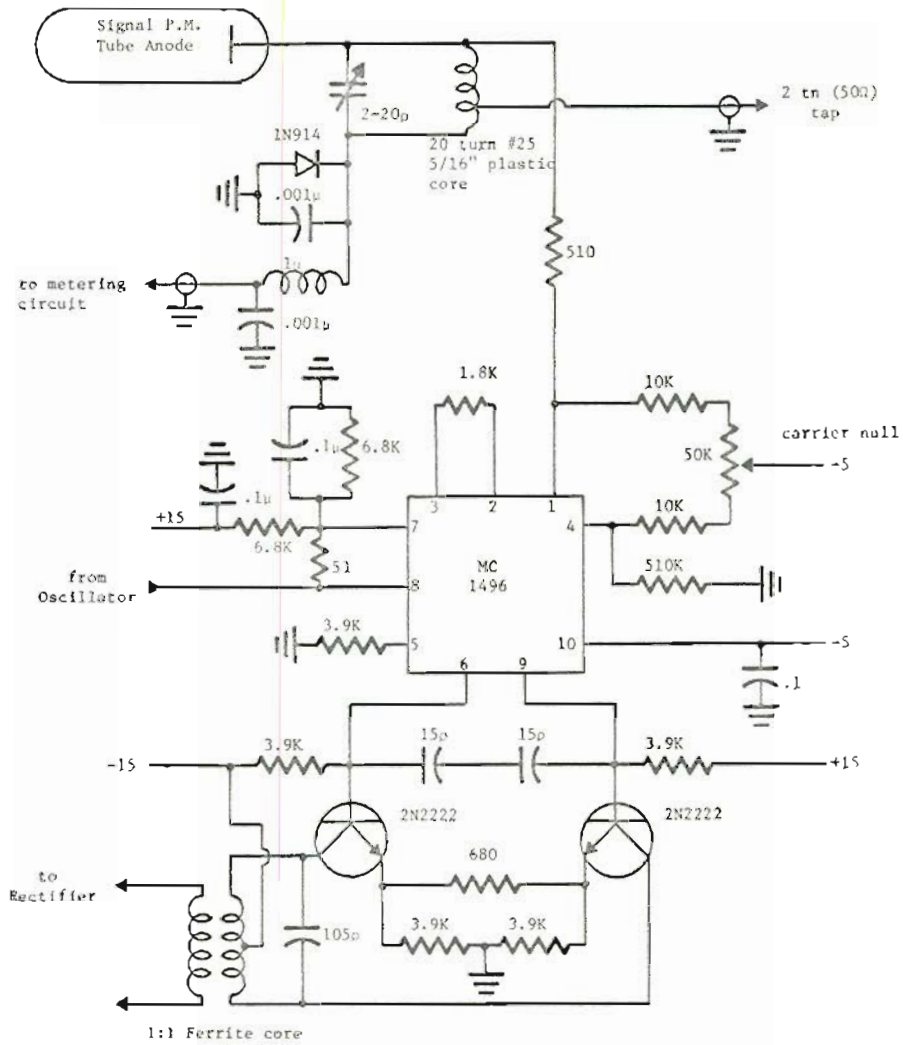 Signal P.M.
Tube Anode
2-20p
2 tn (50Ω)
tap
1N914
20 turn #25
5/16" plastic
core
.001μ
510
1μ
to metering
circuit
.001μ
1.8K
10K
carrier null
.1μ
6.8K
50K
-5
.1μ
3
2
1
10K
+15
7
4
6.8K
51
MC
1496
510K
from
Oscillator
8
3.9K
5
10
-5
6
9
.1
3.9K
15p
15p
3.9K
-15
+15
2N2222
2N2222
680
to
Rectifier
105p
3.9K
3.9K
1:1 Ferrite core